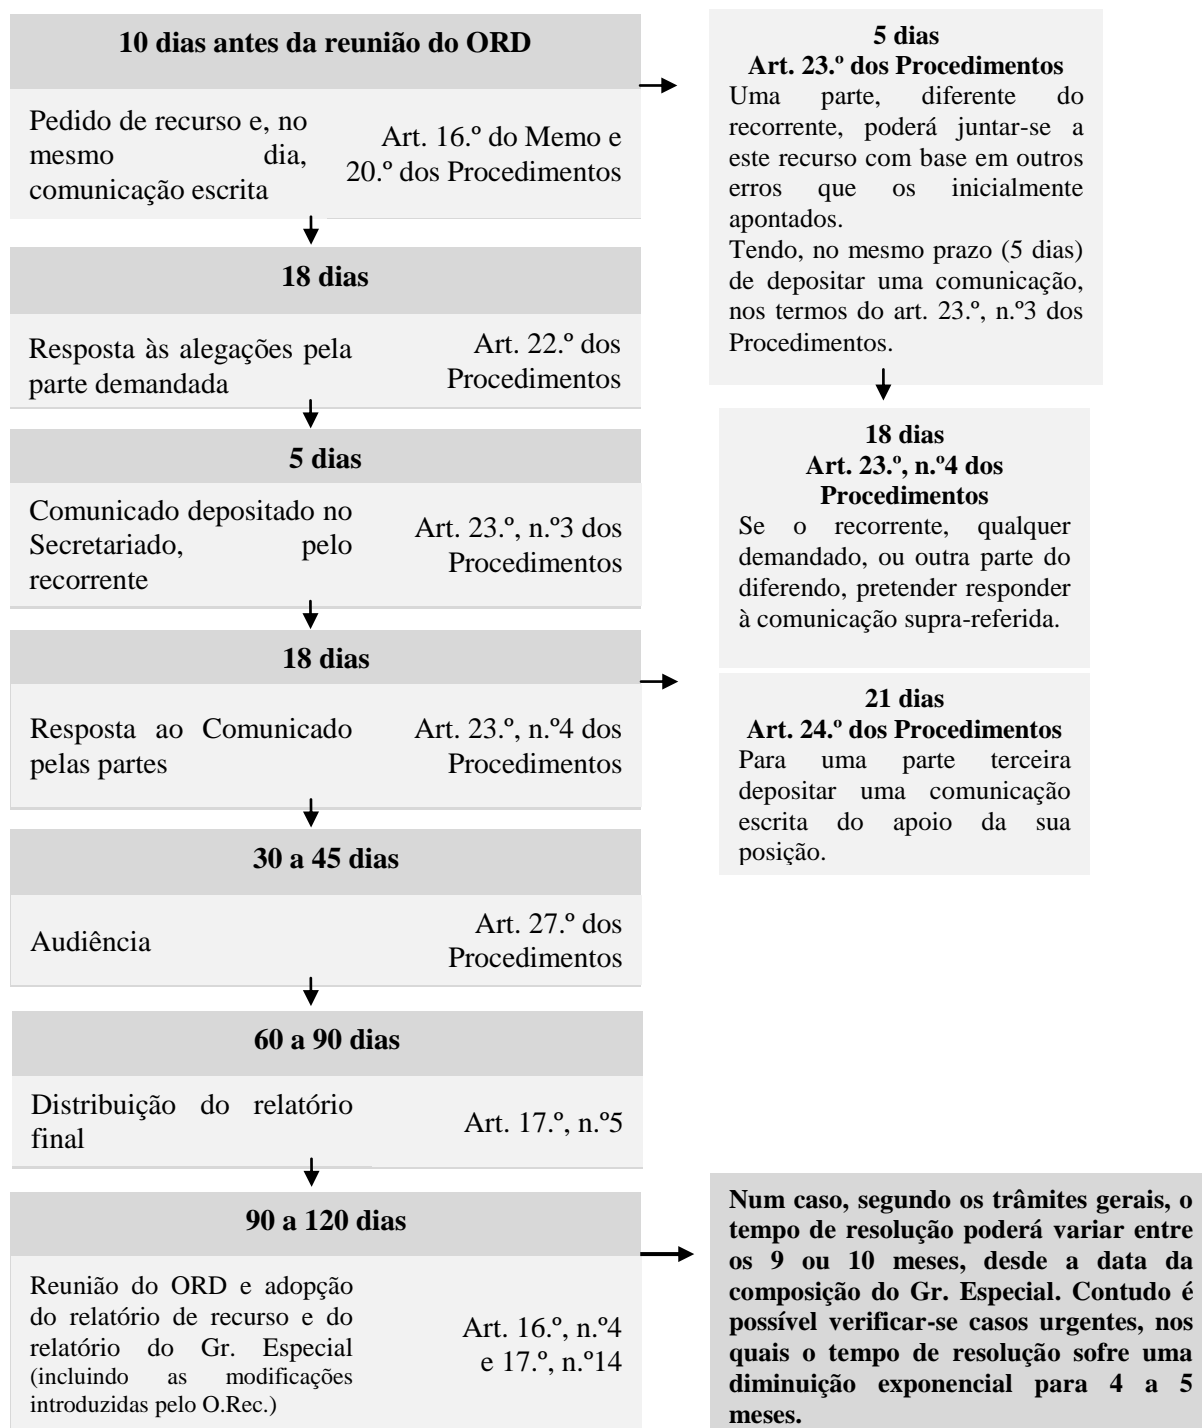 10 dias antes da reunião do ORD
Pedido de recurso e, no
mesmo dia,
comunicação escrita
Art. 16.º do Memo e
20.º dos Procedimentos
5 dias
Art. 23.º dos Procedimentos
Uma parte, diferente do
recorrente, poderá juntar-se a
este recurso com base em outros
erros que os inicialmente
apontados.
Tendo, no mesmo prazo (5 dias)
de depositar uma comunicação,
nos termos do art. 23.º, n.º3 dos
Procedimentos.
18 dias
Resposta às alegações pela
parte demandada
Art. 22.º dos
Procedimentos
5 dias
Comunicado depositado no
Secretariado, pelo
recorrente
Art. 23.º, n.º3 dos
Procedimentos
18 dias
Art. 23.º, n.º4 dos
Procedimentos
Se o recorrente, qualquer
demandado, ou outra parte do
diferendo, pretender responder
à comunicação supra-referida.
18 dias
Resposta ao Comunicado
pelas partes
Art. 23.º, n.º4 dos
Procedimentos
21 dias
Art. 24.º dos Procedimentos
Para uma parte terceira
depositar uma comunicação
escrita do apoio da sua
posição.
30 a 45 dias
Audiência
Art. 27.º dos
Procedimentos
60 a 90 dias
Distribuição do relatório
final
Art. 17.º, n.º5
90 a 120 dias
Reunião do ORD e adopção
do relatório de recurso e do
relatório do Gr. Especial
(incluindo as modificações
introduzidas pelo O.Rec.)
Art. 16.º, n.º4
e 17.º, n.º14
Num caso, segundo os trâmites gerais, o
tempo de resolução poderá variar entre
os 9 ou 10 meses, desde a data da
composição do Gr. Especial. Contudo é
possível verificar-se casos urgentes, nos
quais o tempo de resolução sofre uma
diminuição exponencial para 4 a 5
meses.